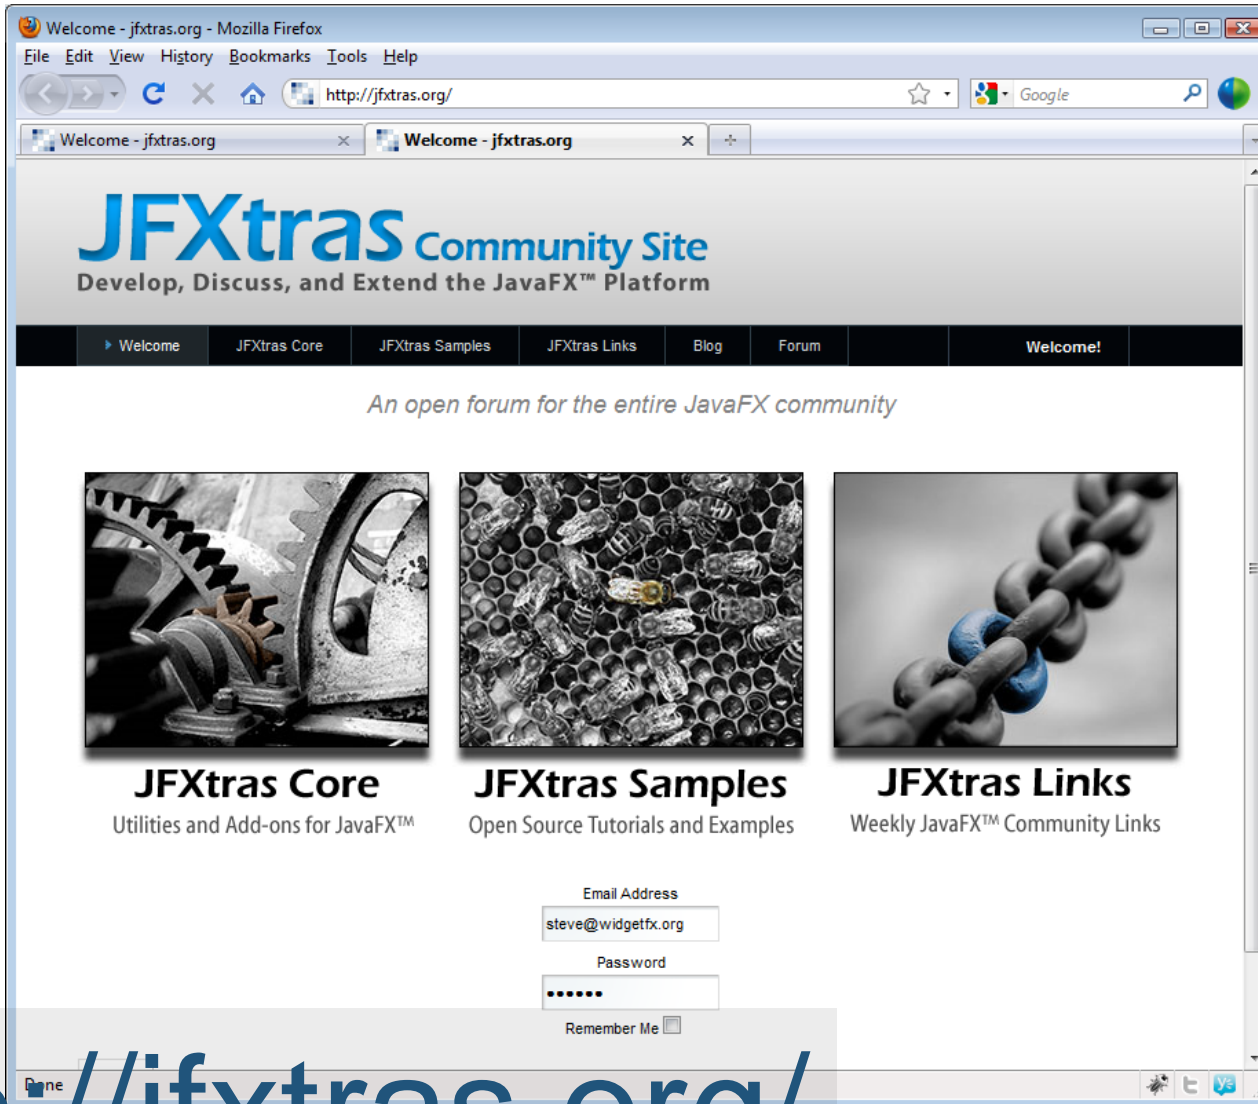 Welcome - jfxtras.org - Mozilla Firefox
File Edit View History Bookmarks Tools Help
http://jfxtras.org/
Google
Welcome - jfxtras.org
Welcome - jfxtras.org
JFXtras Community Site
Develop, Discuss, and Extend the JavaFX™ Platform
Welcome
JFXtras Core
JFXtras Samples
JFXtras Links
Blog
Forum
Welcome!
An open forum for the entire JavaFX community
JFXtras Core
Utilities and Add-ons for JavaFX™
JFXtras Samples
Open Source Tutorials and Examples
JFXtras Links
Weekly JavaFX™ Community Links
Email Address
steve@widgetfx.org
Password
••••••
Remember Me
Done
://jfxtras.org/